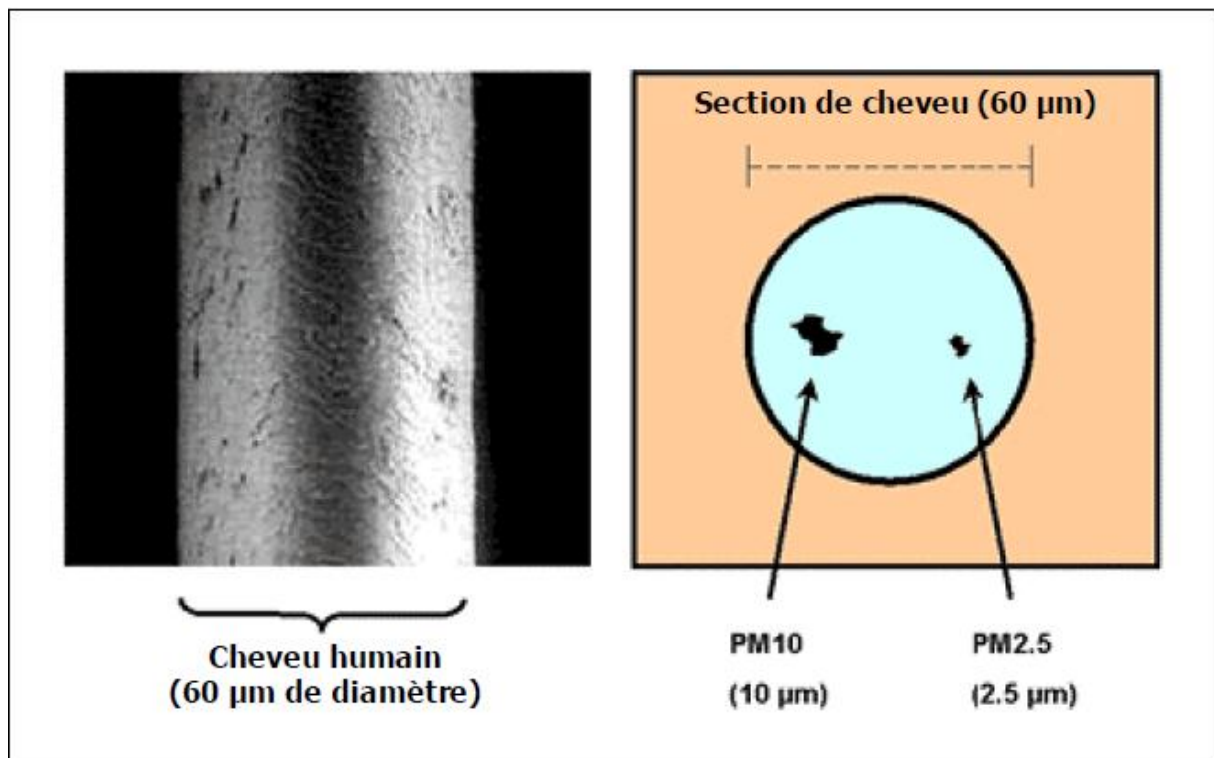 Section de cheveu (60 µm)
Cheveu humain
(60 µm de diamètre)
PM10
(10 µm)
PM2.5
(2.5 µm)